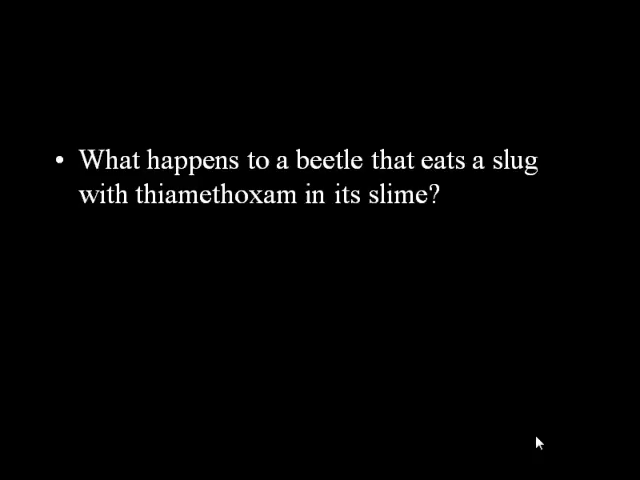 • What happens to a beetle that eats a slug
with thiamethoxam in its slime?